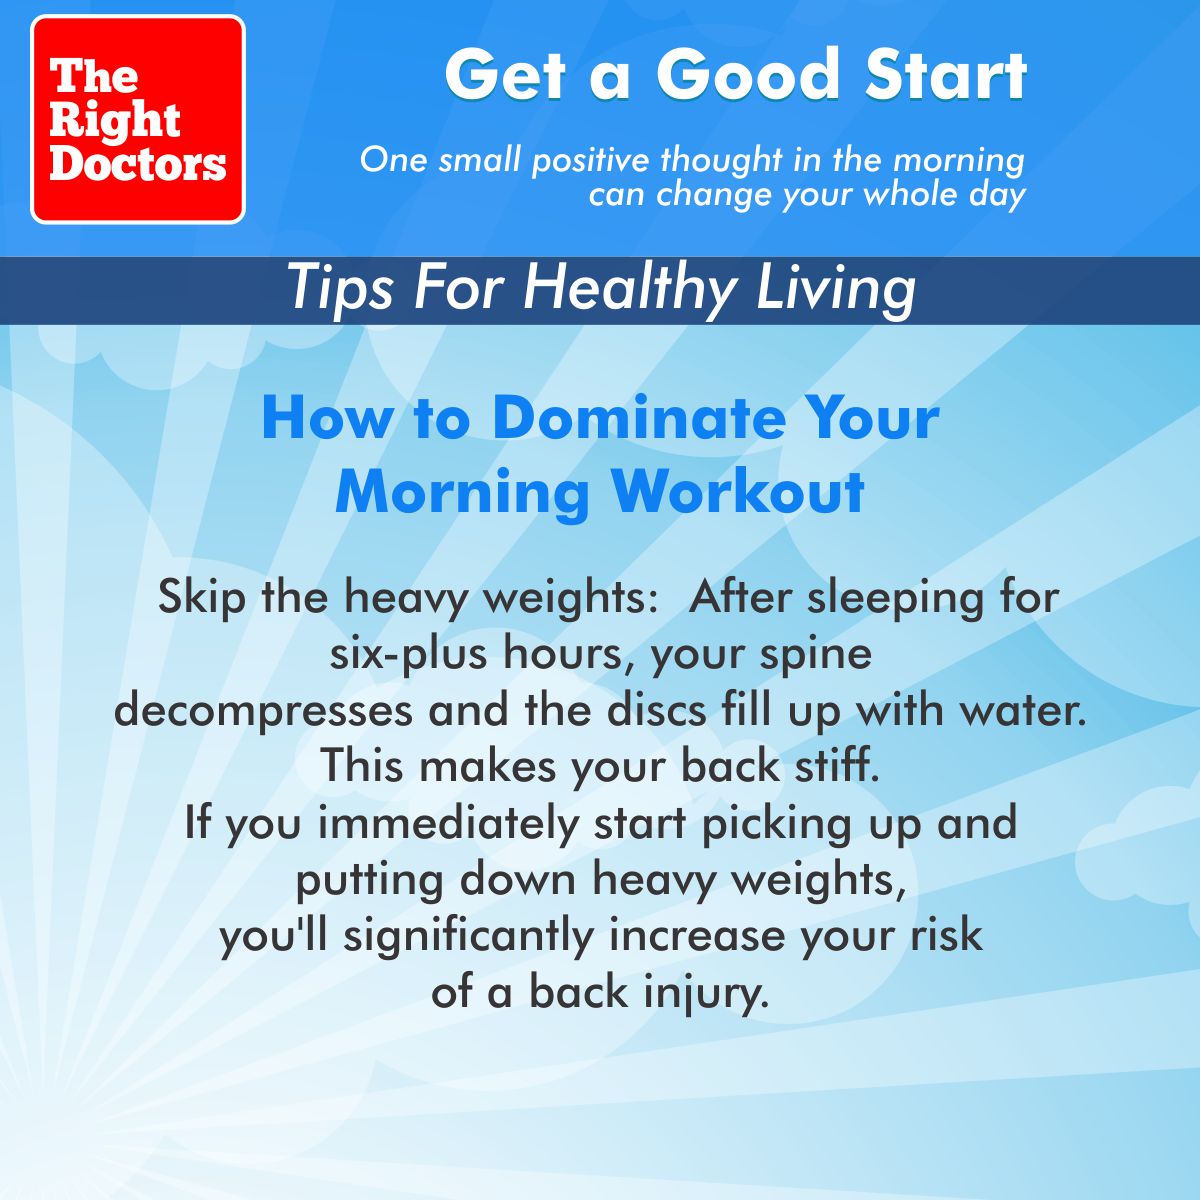 The
Right
Doctors
Get a Good Start
One small positive thought in the morning
can change your whole day
Tips For Healthy Living
How to Dominate Your
Morning Workout
Skip the heavy weights:  After sleeping for
six-plus hours, your spine
decompresses and the discs fill up with water.
This makes your back stiff.
If you immediately start picking up and
putting down heavy weights,
you'll significantly increase your risk
of a back injury.